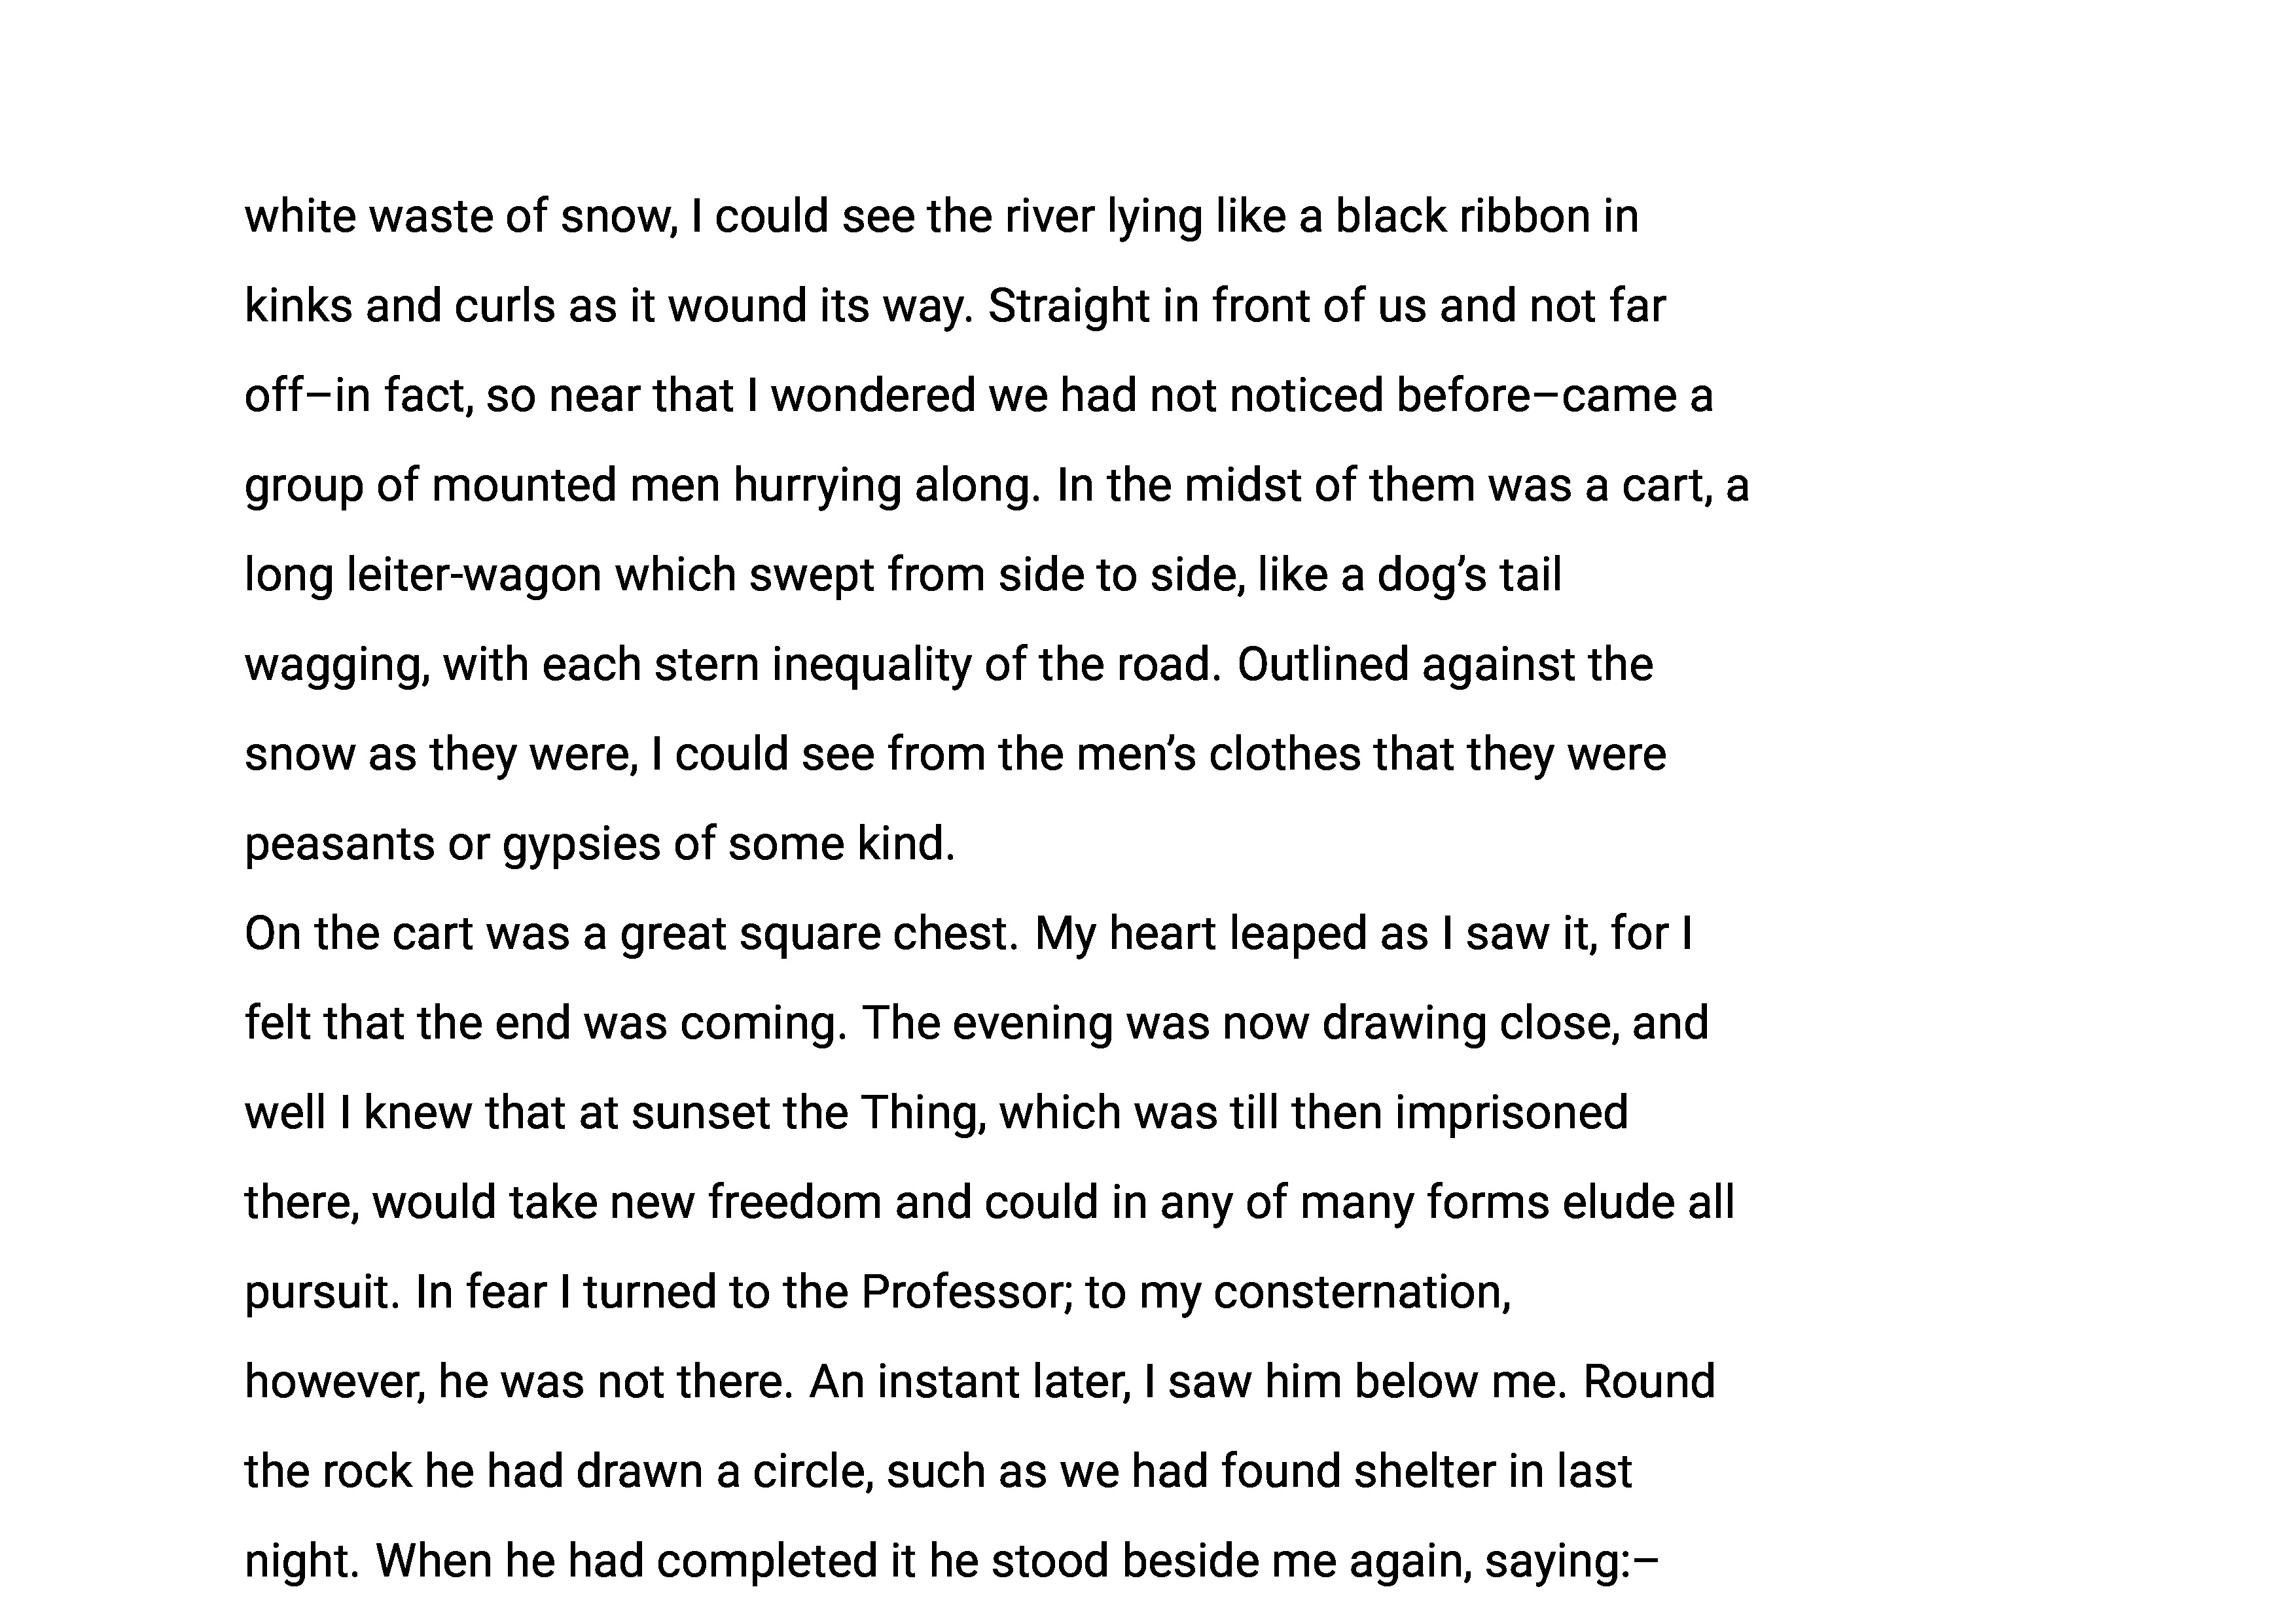 white waste of snow, I could see the river lying like a black ribbon in
kinks and curls as it wound its way. Straight in front of us and not far
off–in fact, so near that I wondered we had not noticed before–came a
group of mounted men hurrying along. In the midst of them was a cart, a
long leiter-wagon which swept from side to side, like a dog’s tail
wagging, with each stern inequality of the road. Outlined against the
snow as they were, I could see from the men’s clothes that they were
peasants or gypsies of some kind.
On the cart was a great square chest. My heart leaped as I saw it, for I
felt that the end was coming. The evening was now drawing close, and
well I knew that at sunset the Thing, which was till then imprisoned
there, would take new freedom and could in any of many forms elude all
pursuit. In fear I turned to the Professor; to my consternation,
however, he was not there. An instant later, I saw him below me. Round
the rock he had drawn a circle, such as we had found shelter in last
night. When he had completed it he stood beside me again, saying:–